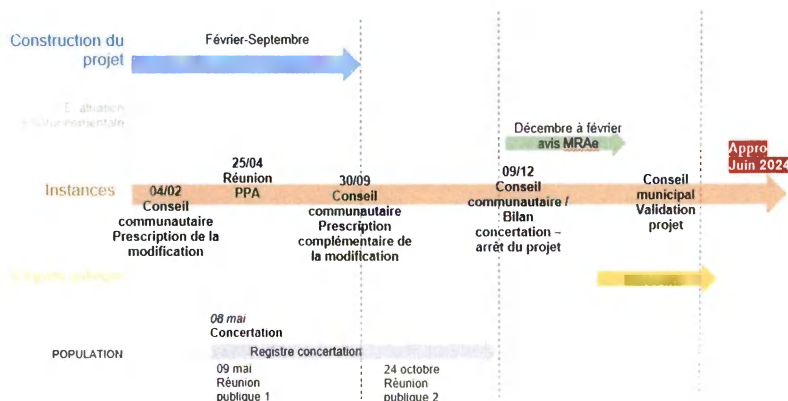 Construction du
projet
Février-Septembre
Décembre à février
avis MRAe
Appro
Juin 2024
Instances
04/02
Conseil
communautaire
Prescription de la
modification
25/04
Réunion
PPA
30/09
Conseil
communautaire
Prescription
complémentaire de
la modification
09/12
Conseil
communautaire /
Bilan
concertation –
arrêt du projet
Conseil
municipal
Validation
projet
08 mai
Concertation
POPULATION
Registre concertation
09 mai
Réunion
publique 1
24 octobre
Réunion
publique 2